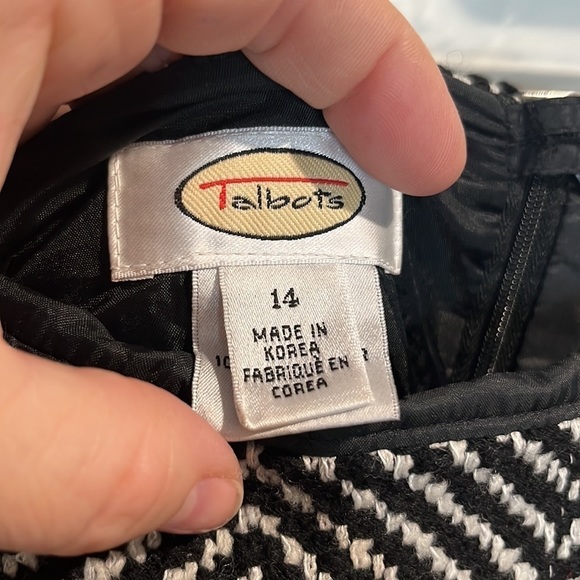 Talbots
14
MADE IN
KOREA
FABRIQUÉ EN
COREA